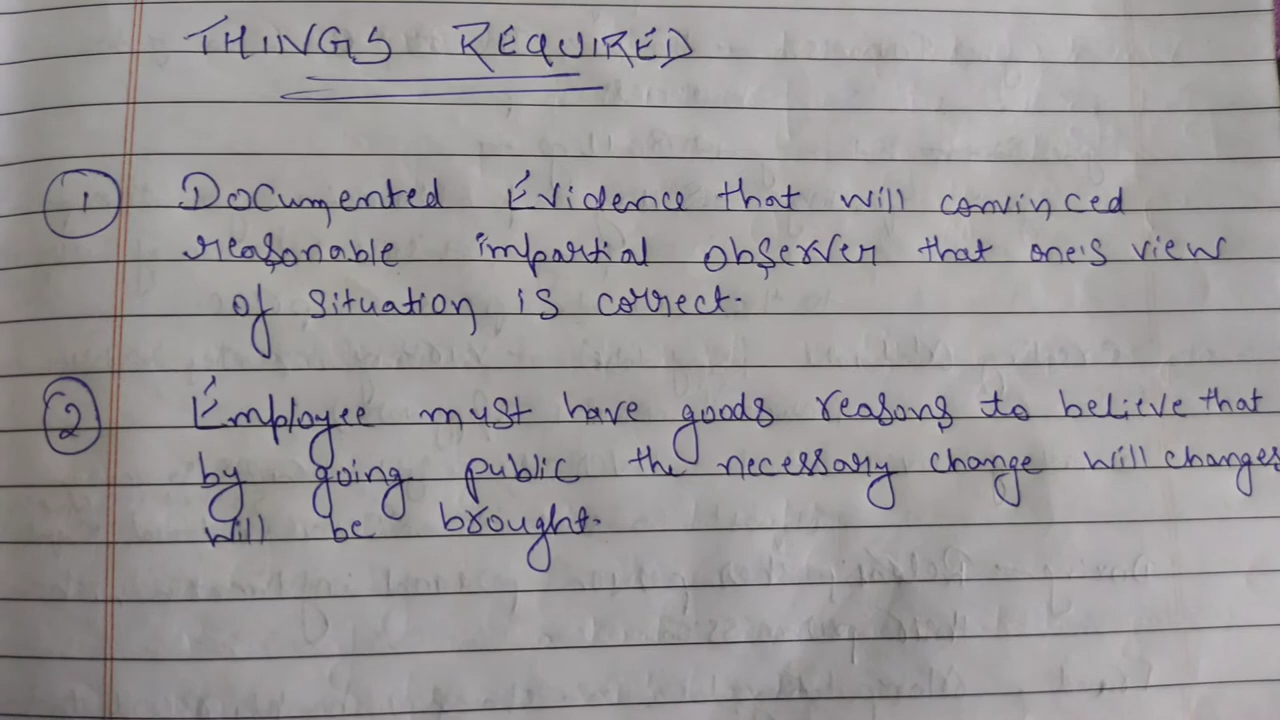 THINGS REQUIRED
① Documented Evidence that will convinced
reasonable impartial observer that one's view
of situation is correct.
② Employee must have goods reasons to believe that
by going public the necessary change will changes
will be brought.